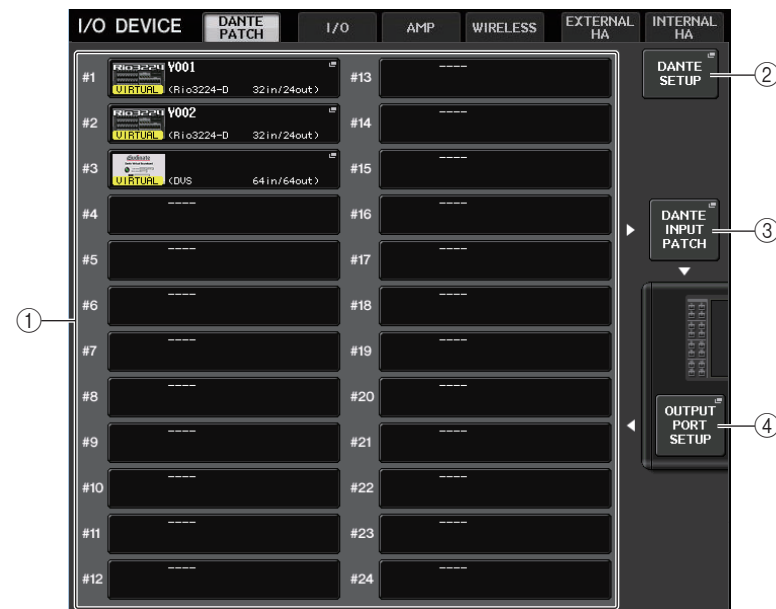 I/O DEVICE
DANTE PATCH
I/O
AMP
WIRELESS
EXTERNAL HA
INTERNAL HA
#1
Rio3224
Y001
VIRTUAL
(Rio3224-D 32in/24out)
#2
Rio3224
Y002
VIRTUAL
(Rio3224-D 32in/24out)
#3
Audinate
VIRTUAL
(DVS 64in/64out)
#4 ----
#5 ----
#6 ----
#7 ----
#8 ----
#9 ----
#10 ----
#11 ----
#12 ----
#13 ----
#14 ----
#15 ----
#16 ----
#17 ----
#18 ----
#19 ----
#20 ----
#21 ----
#22 ----
#23 ----
#24 ----
DANTE
SETUP
DANTE
INPUT
PATCH
OUTPUT
PORT
SETUP
①
②
③
④